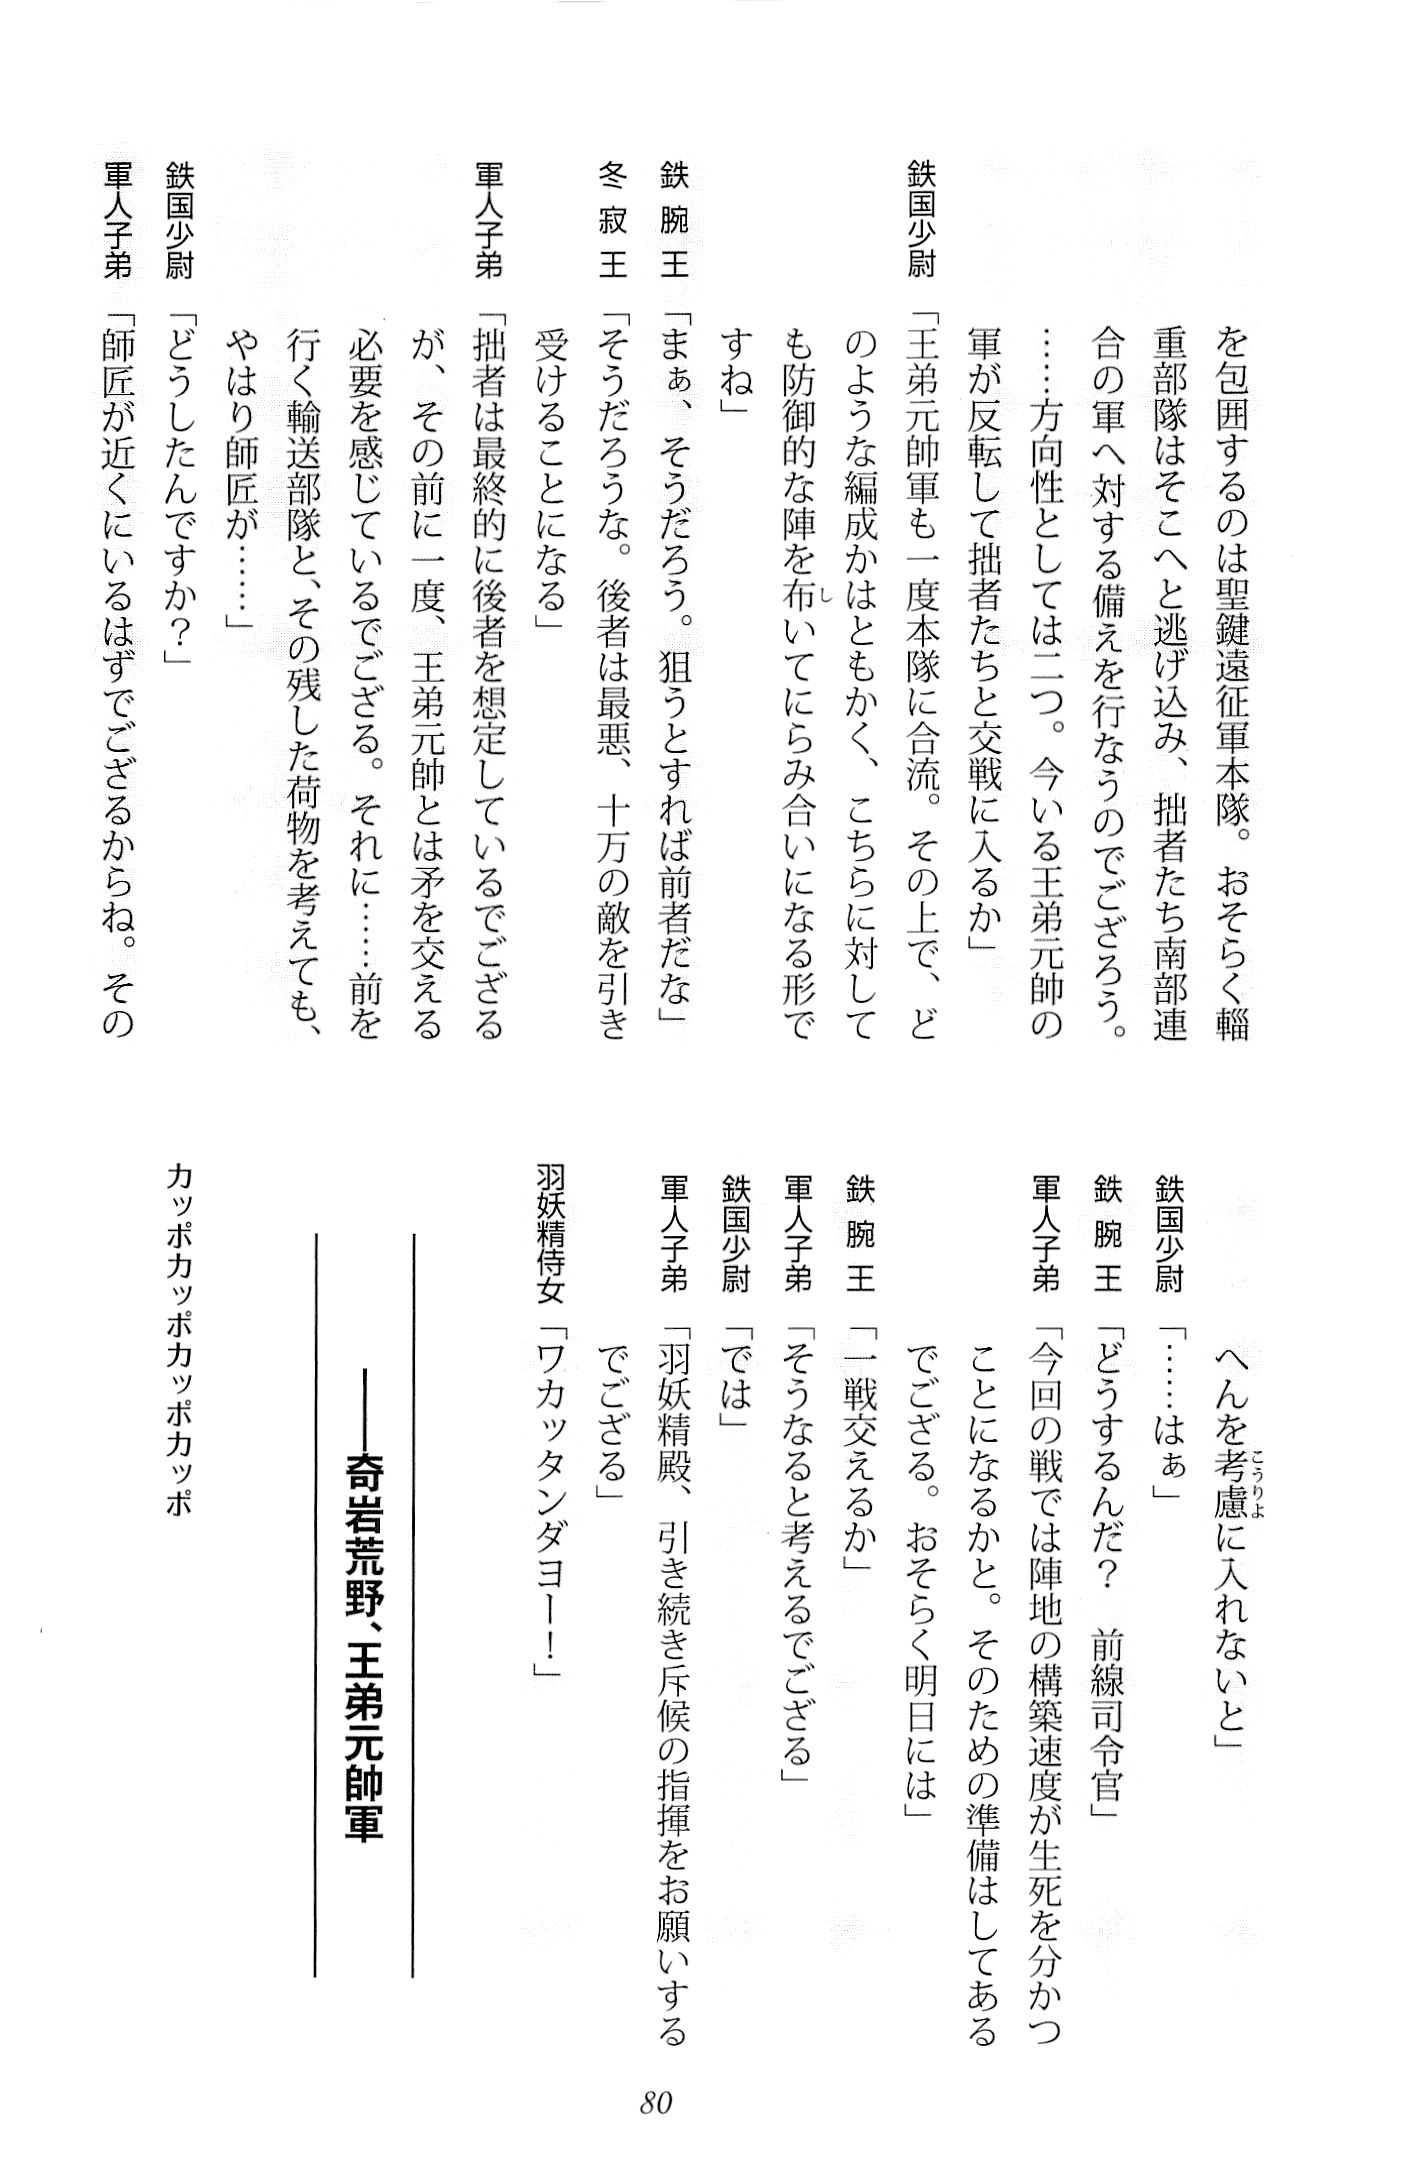 を包囲するのは聖鍵遠征軍本隊。おそらく輜
重部隊はそこへと逃げ込み、拙者たち南部連
合の軍へ対する備えを行なうのでござろう。
……方向性としては二つ。今いる王弟元帥の
軍が反転して拙者たちと交戦に入るか」
鉄国少尉「王弟元帥軍も一度本隊に合流。その上で、ど
のような編成かはともかく、こちらに対して
も防御的な陣を布いてにらみ合いになる形で
すね」
鉄腕王「まぁ、そうだろう。狙うとすれば前者だな」
冬寂王「そうだろうな。後者は最悪、十万の敵を引き
受けることになる」
軍人子弟「拙者は最終的に後者を想定しているでござる
が、その前に一度、王弟元帥とは矛を交える
必要を感じているでござる。それに……前を
行く輸送部隊と、その残した荷物を考えても、
やはり師匠が……」
鉄国少尉「どうしたんですか？」
軍人子弟「師匠が近くにいるはずでござるからね。その
へんを考慮に入れないと」
鉄国少尉「……はぁ」
鉄腕王「どうするんだ？　前線司令官」
軍人子弟「今回の戦では陣地の構築速度が生死を分かつ
ことになるかと。そのための準備はしてある
でござる。おそらく明日には」
鉄腕王「一戦交えるか」
軍人子弟「そうなると考えるでござる」
鉄国少尉「では」
軍人子弟「羽妖精殿、引き続き斥候の指揮をお願いする
でござる」
羽妖精侍女「ワカッタンダヨー！」
――奇岩荒野、王弟元帥軍
カッポカッポカッポカッポ
80